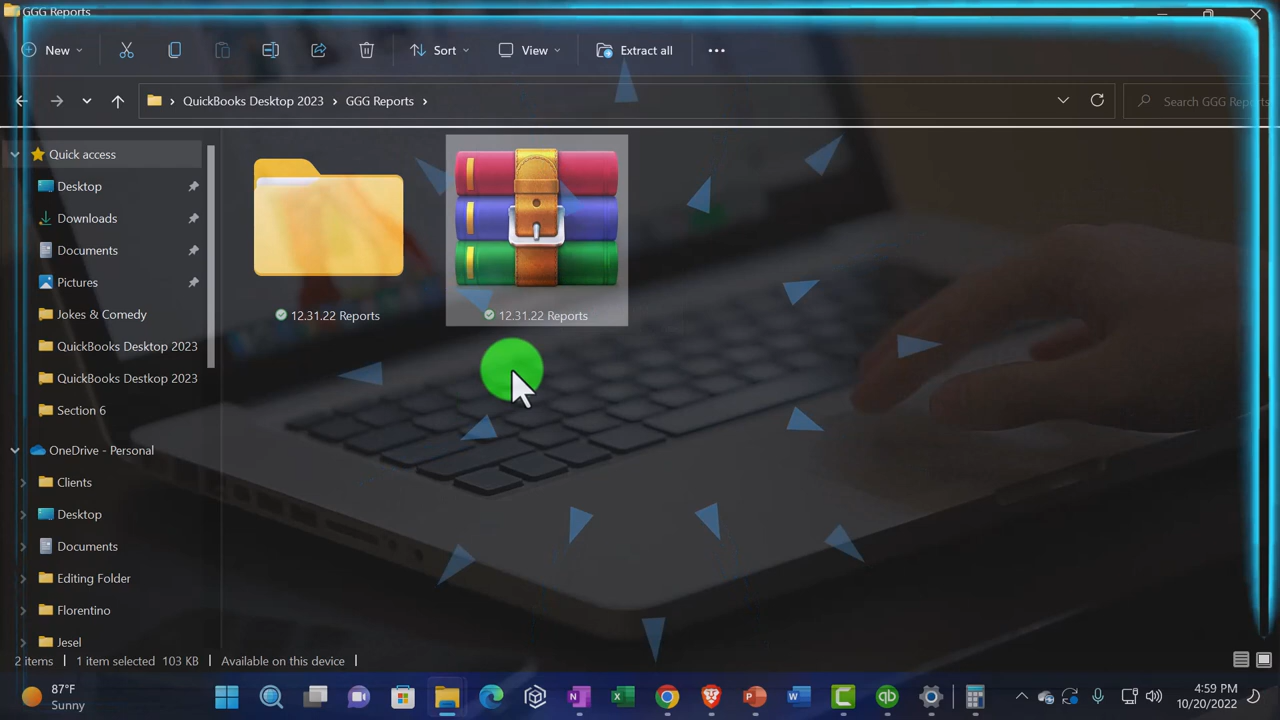 GGG Reports
New
Sort
View
Extract all
QuickBooks Desktop 2023 > GGG Reports >
Search GGG Reports
Quick access
Desktop
Downloads
Documents
Pictures
Jokes & Comedy
QuickBooks Desktop 2023
QuickBooks Destkop 2023
Section 6
OneDrive - Personal
Clients
Desktop
Documents
Editing Folder
Florentino
Jesel
12.31.22 Reports
12.31.22 Reports
2 items 1 item selected 103 KB Available on this device
87°F
Sunny
4:59 PM
10/20/2022